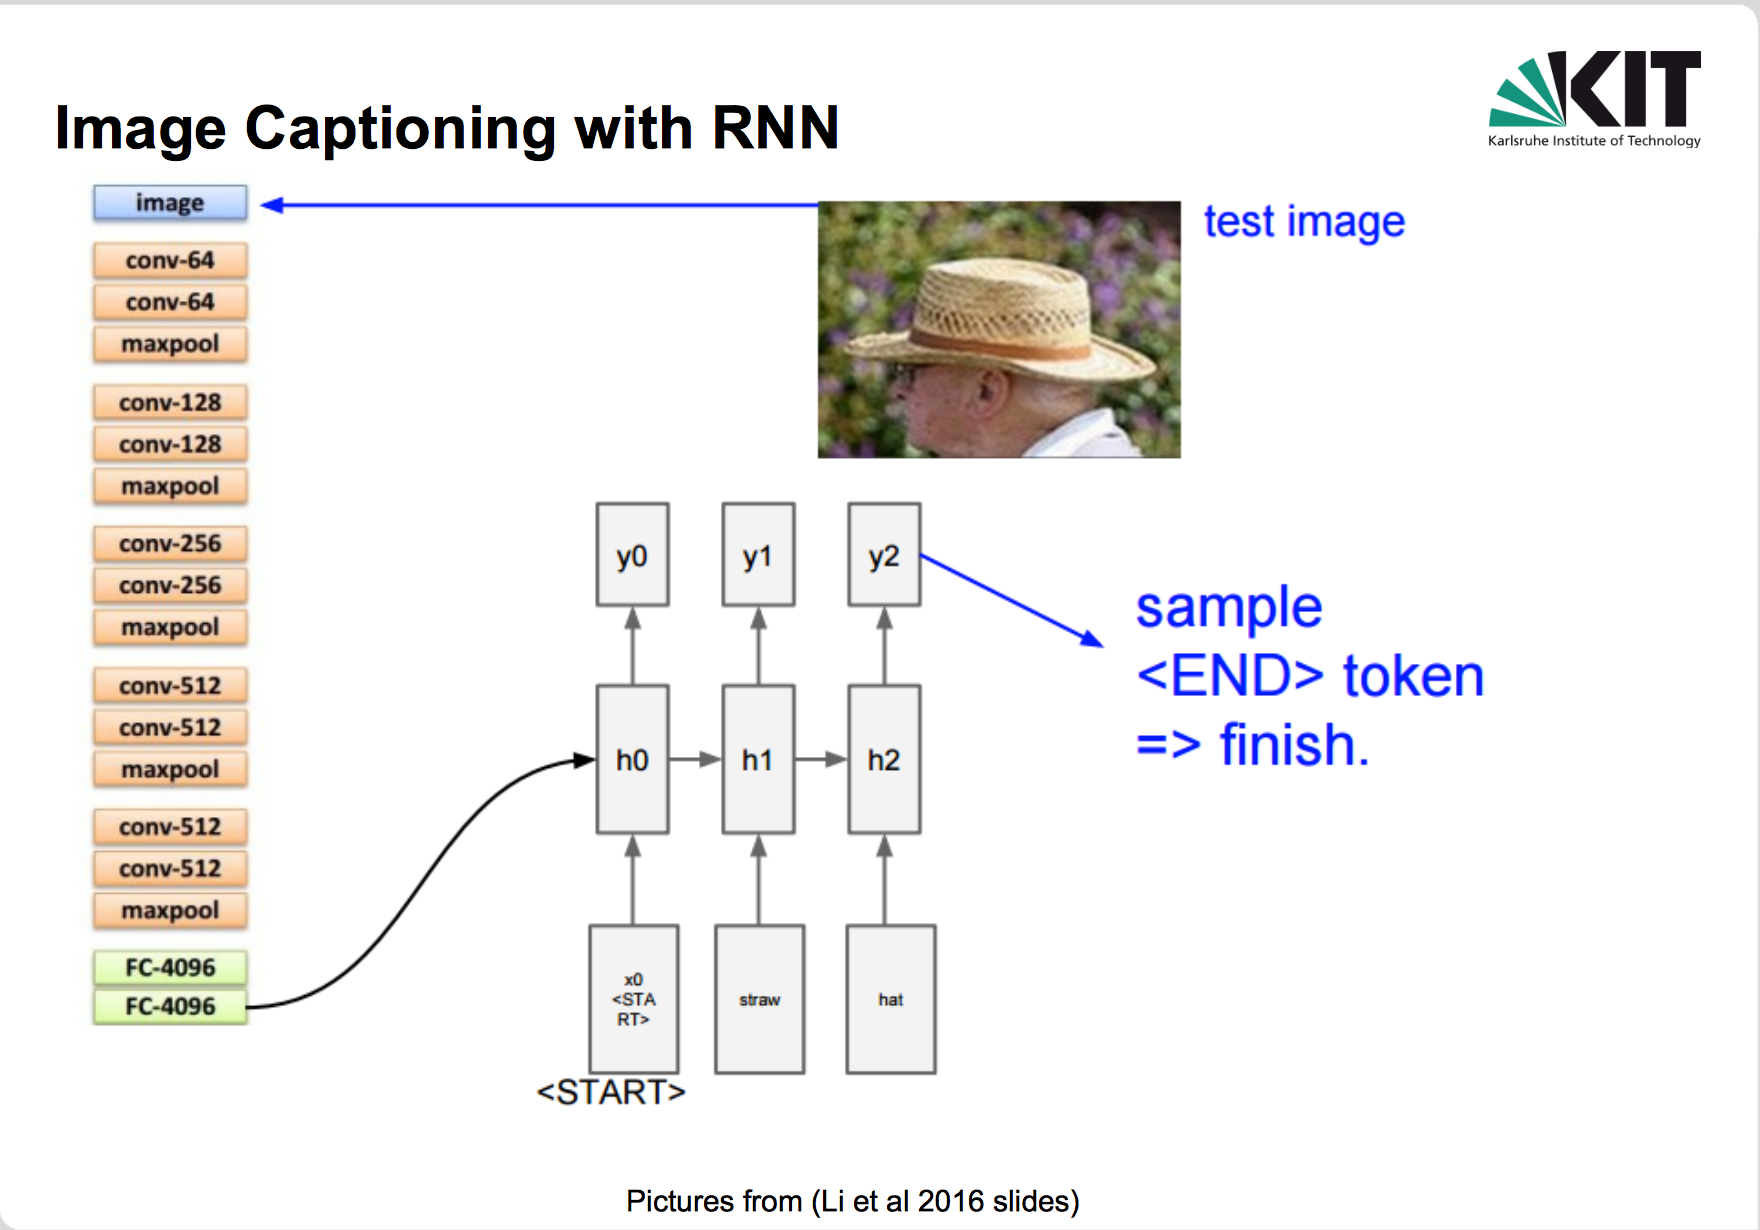 KIT
Karlsruhe Institute of Technology
Image Captioning with RNN
image
test image
conv-64
conv-64
maxpool
conv-128
conv-128
maxpool
conv-256
conv-256
maxpool
conv-512
conv-512
maxpool
conv-512
conv-512
maxpool
FC-4096
FC-4096
y0
y1
y2
sample
<END> token
=> finish.
h0
h1
h2
x0
<STA
RT>
straw
hat
<START>
Pictures from (Li et al 2016 slides)